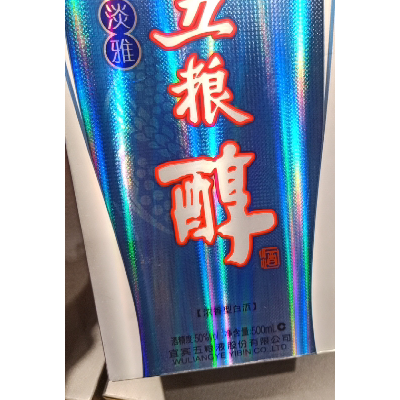 淡雅
五粮醇
酒
【浓香型白酒】
酒精度 50%vol 净含量 500mL
宜宾五粮液股份有限公司
WULIANGYE YIBIN CO.,LTD